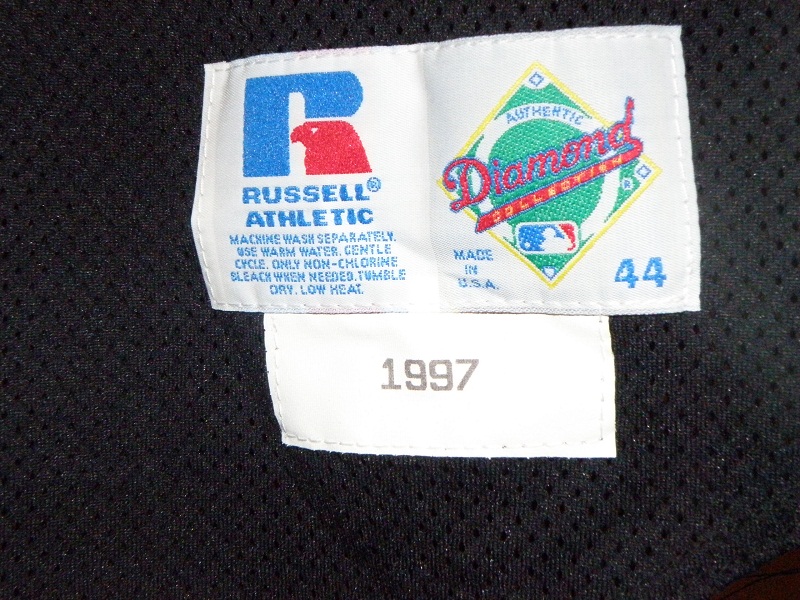 RUSSELL®
ATHLETIC
MACHINE WASH SEPARATELY.
USE WARM WATER. GENTLE
CYCLE. ONLY NON-CHLORINE
BLEACH WHEN NEEDED. TUMBLE
DRY. LOW HEAT.
AUTHENTIC
Diamond
COLLECTION
®
MADE
IN
U.S.A.
44
1997